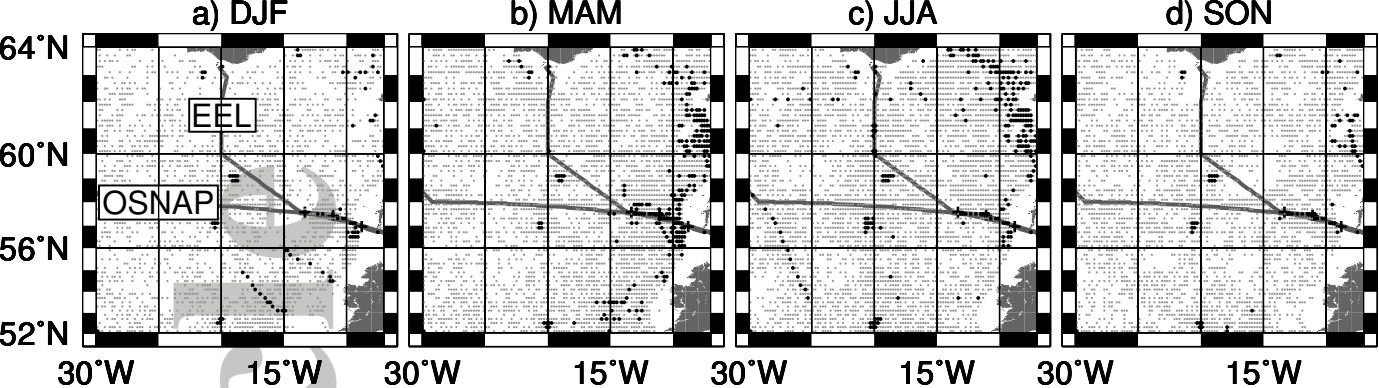 a) DJF b) MAM c) JJA d) SON
64°N
EEL
60°N
OSNAP
56°N
52°N
30°W 15°W 30°W 15°W 30°W 15°W 30°W 15°W